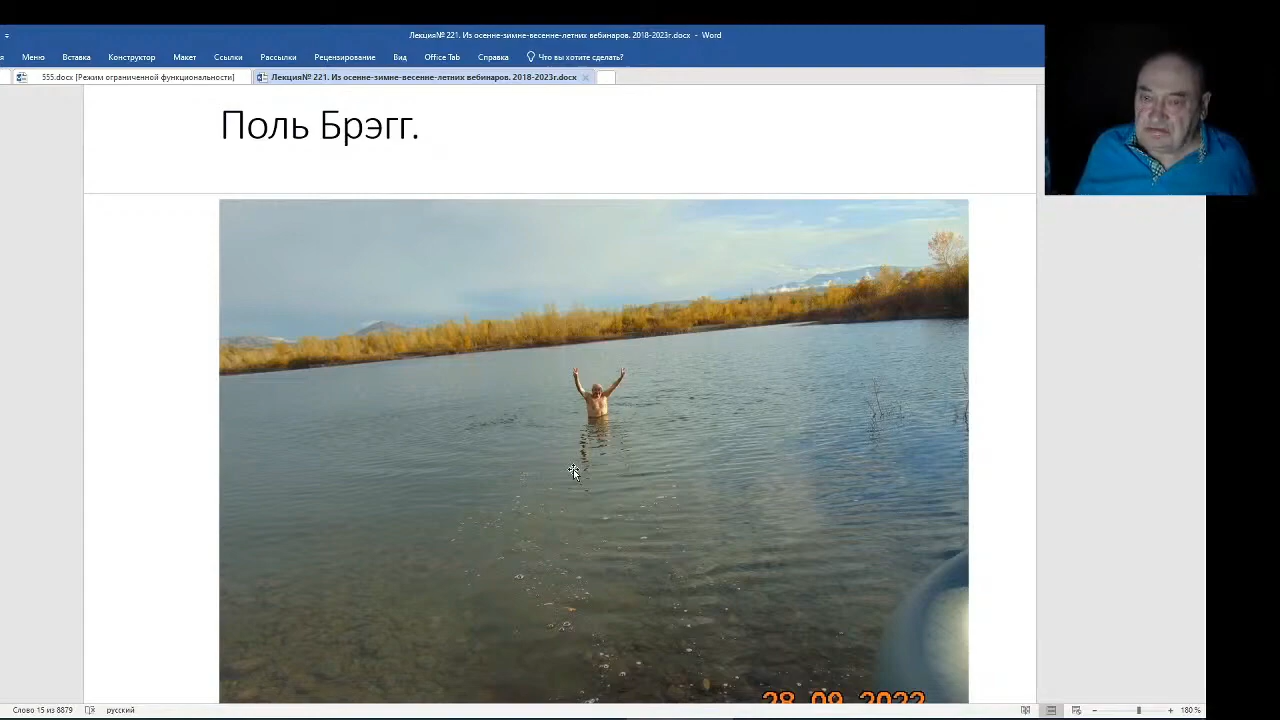 Лекция№ 221. Из осенне-зимне-весенне-летних вебинаров. 2018-2023г.docx - Word
я Меню Вставка Конструктор Макет Ссылки Рассылки Рецензирование Вид Office Tab Справка Что вы хотите сделать?
555.docx [Режим ограниченной функциональности] Лекция№ 221. Из осенне-зимне-весенне-летних вебинаров. 2018-2023г.docx
Поль Брэгг.
28 09 2022
Слово 15 из 8879 русский 180 %